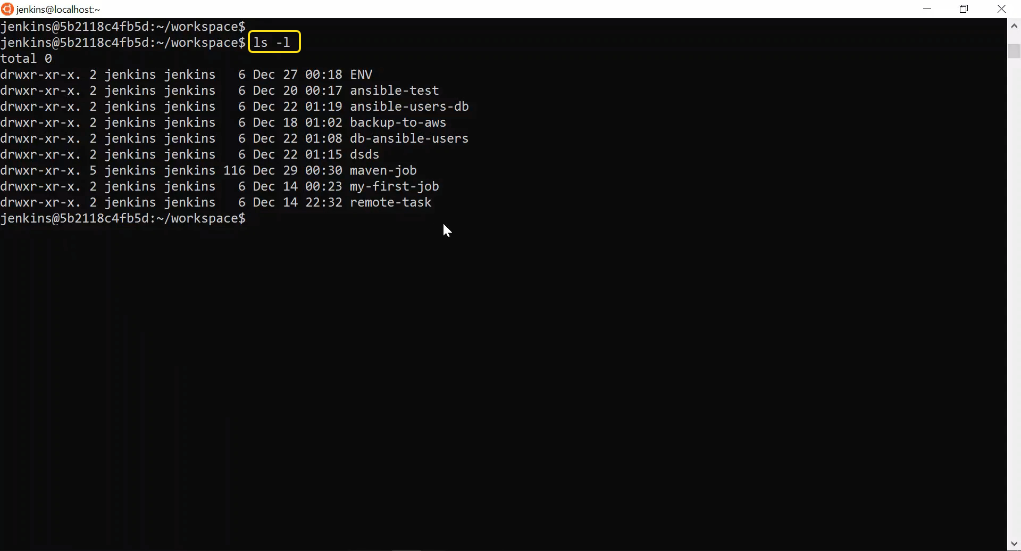 jenkins@localhost:~
jenkins@5b2118c4fb5d:~/workspace$
jenkins@5b2118c4fb5d:~/workspace$ ls -l
total 0
drwxr-xr-x. 2 jenkins jenkins   6 Dec 27 00:18 ENV
drwxr-xr-x. 2 jenkins jenkins   6 Dec 20 00:17 ansible-test
drwxr-xr-x. 2 jenkins jenkins   6 Dec 22 01:19 ansible-users-db
drwxr-xr-x. 2 jenkins jenkins   6 Dec 18 01:02 backup-to-aws
drwxr-xr-x. 2 jenkins jenkins   6 Dec 22 01:08 db-ansible-users
drwxr-xr-x. 2 jenkins jenkins   6 Dec 22 01:15 dsds
drwxr-xr-x. 5 jenkins jenkins 116 Dec 29 00:30 maven-job
drwxr-xr-x. 2 jenkins jenkins   6 Dec 14 00:23 my-first-job
drwxr-xr-x. 2 jenkins jenkins   6 Dec 14 22:32 remote-task
jenkins@5b2118c4fb5d:~/workspace$